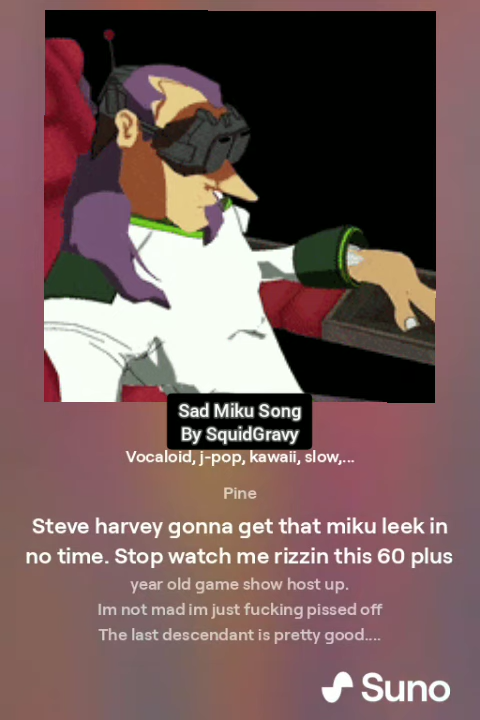 Sad Miku Song
By SquidGravy
Vocaloid, j-pop, kawaii, slow,...
Pine
Steve harvey gonna get that miku leek in
no time. Stop watch me rizzin this 60 plus
year old game show host up.
Im not mad im just fucking pissed off
The last descendant is pretty good....
Suno